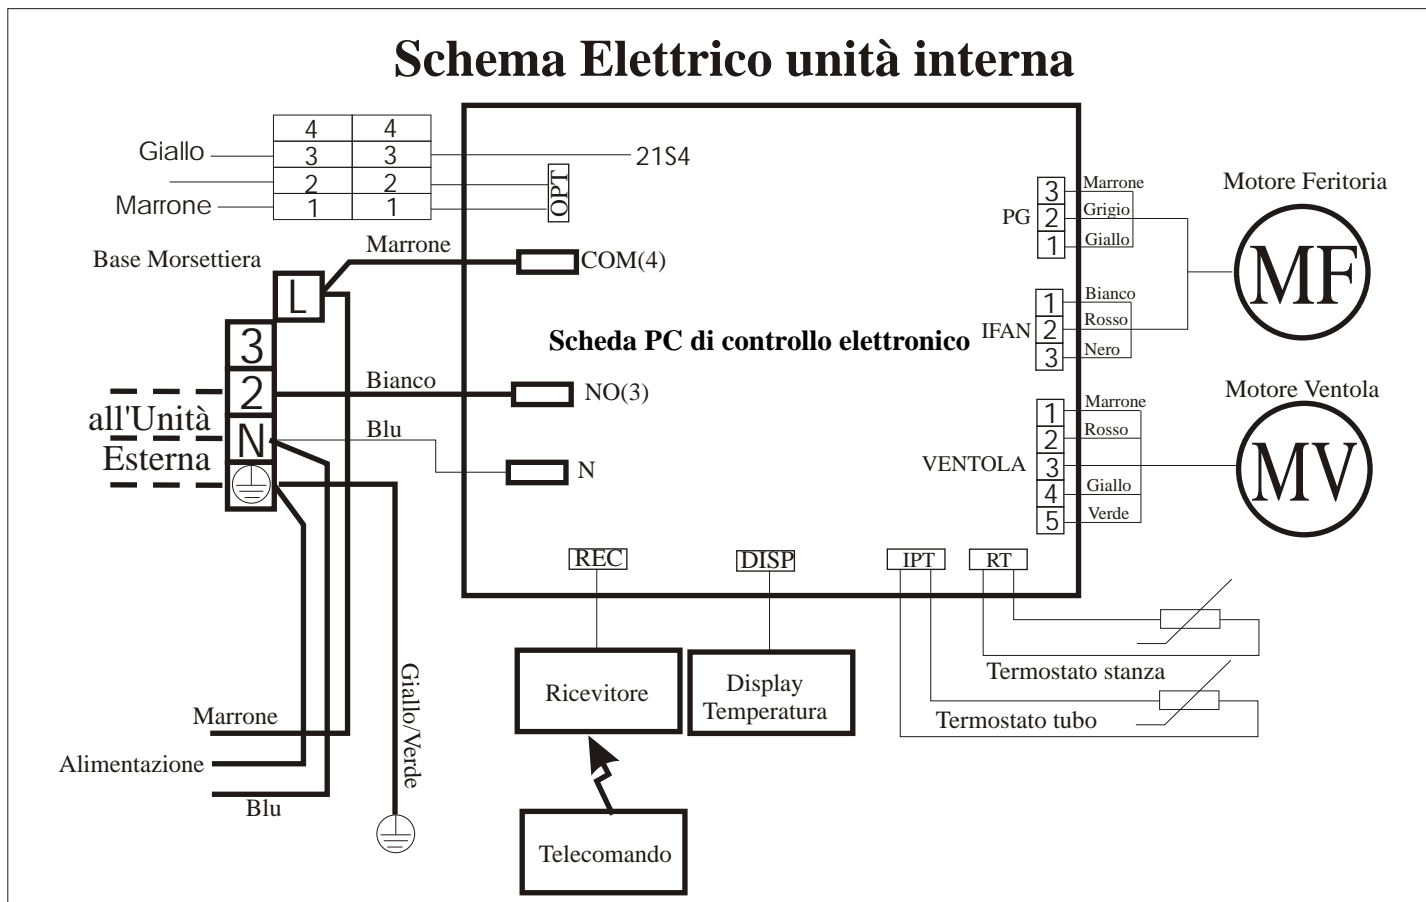 Schema Elettrico unità interna
4 4
Giallo 3 3 21S4
2 2
Marrone 1 1
OPT
Base Morsettiera
Marrone
COM(4)
L
3
2
Bianco
NO(3)
all'Unità
N
Blu
N
Esterna
Scheda PC di controllo elettronico
PG
3 Marrone
2 Grigio
1 Giallo
IFAN
1 Bianco
2 Rosso
3 Nero
VENTOLA
1 Marrone
2 Rosso
3
4 Giallo
5 Verde
Motore Feritoria
MF
Motore Ventola
MV
REC
DISP
IPT
RT
Termostato stanza
Termostato tubo
Ricevitore
Display
Temperatura
Telecomando
Giallo/Verde
Marrone
Alimentazione
Blu